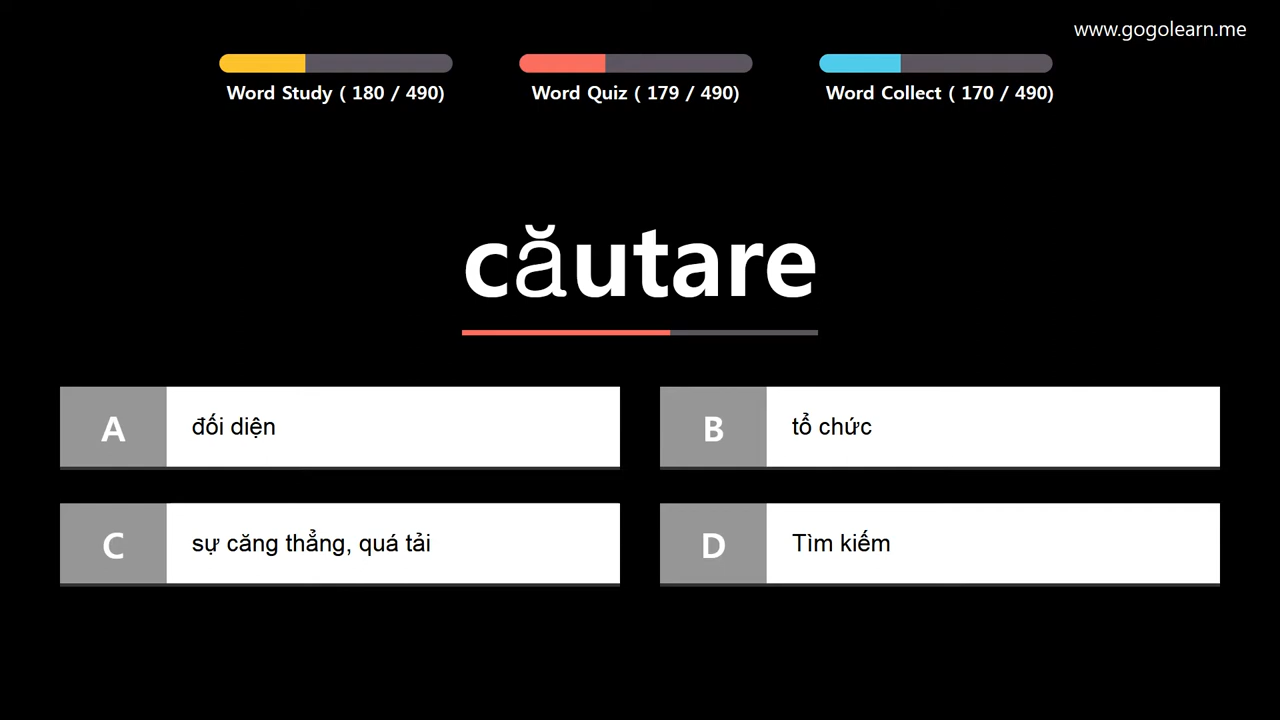 www.gogolearn.me
Word Study ( 180 / 490)
Word Quiz ( 179 / 490)
Word Collect ( 170 / 490)
căutare
A đối diện
B tổ chức
C sự căng thẳng, quá tải
D Tìm kiếm